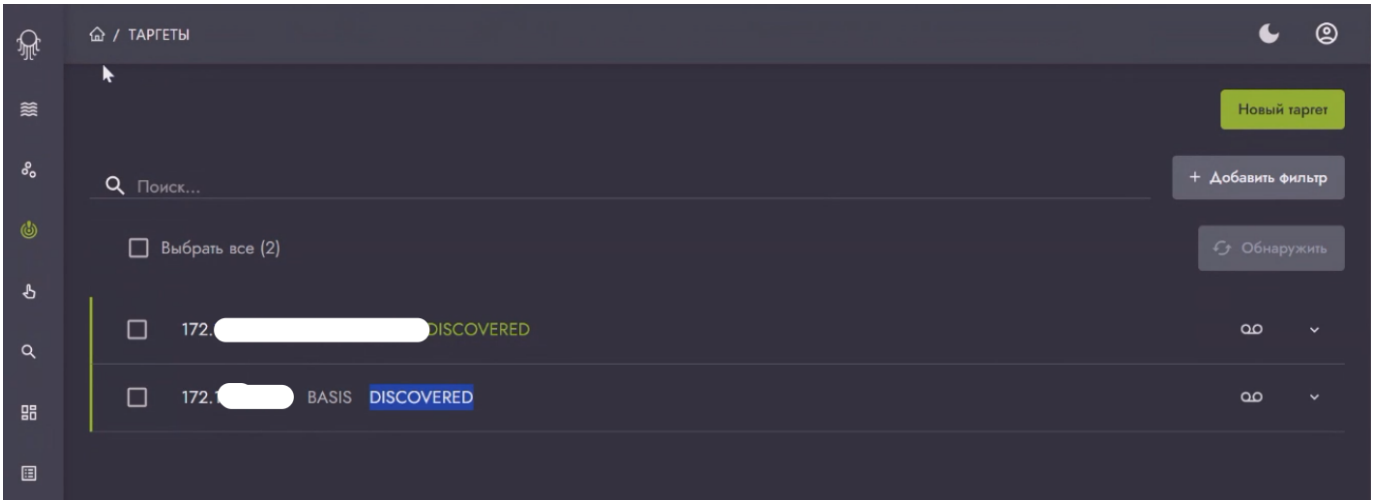 / ТАРГЕТЫ
Новый таргет
Поиск...
+ Добавить фильтр
Выбрать все (2)
Обнаружить
172. DISCOVERED
172.1 BASIS DISCOVERED